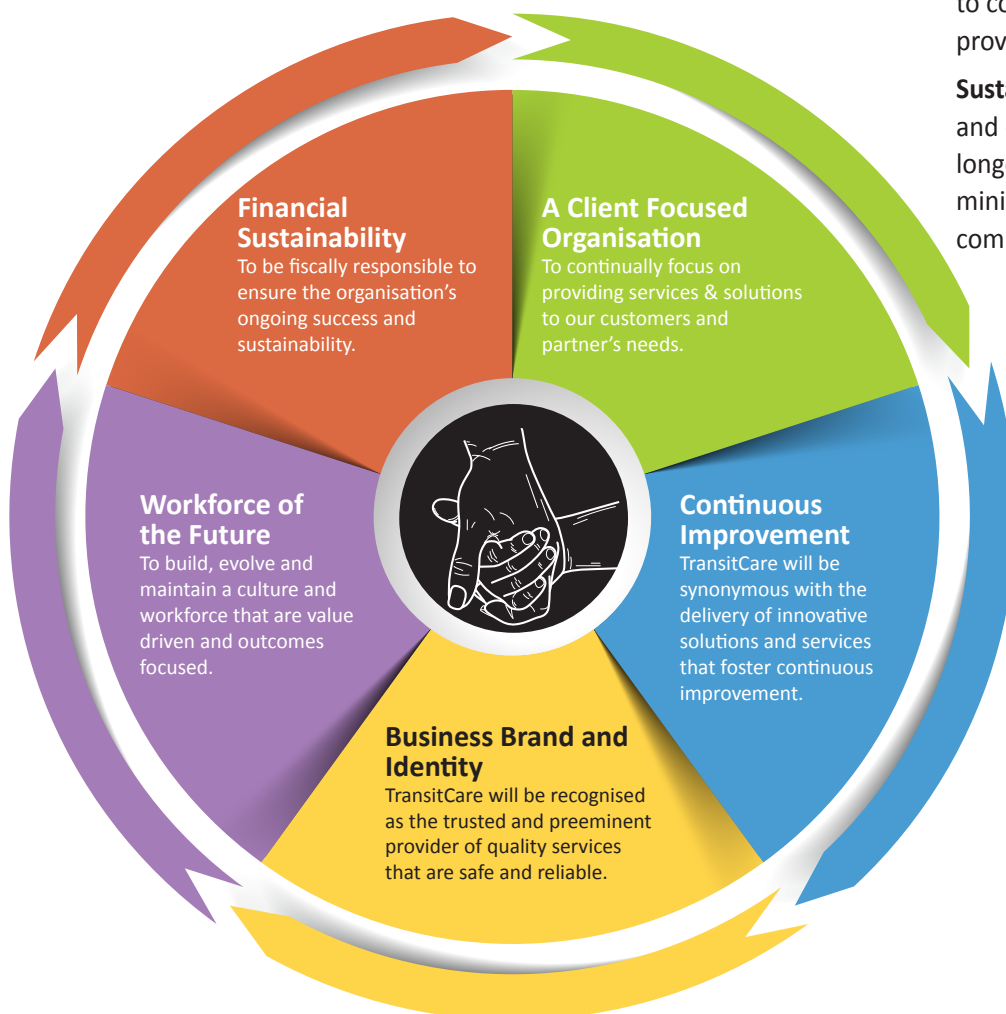 to co
prov
Susta
and
long
mini
com
Financial
Sustainability
To be fiscally responsible to
ensure the organisation's
ongoing success and
sustainability.
A Client Focused
Organisation
To continually focus on
providing services & solutions
to our customers and
partner's needs.
Continuous
Improvement
TransitCare will be
synonymous with the
delivery of innovative
solutions and services
that foster continuous
improvement.
Business Brand and
Identity
TransitCare will be recognised
as the trusted and preeminent
provider of quality services
that are safe and reliable.
Workforce of
the Future
To build, evolve and
maintain a culture and
workforce that are value
driven and outcomes
focused.